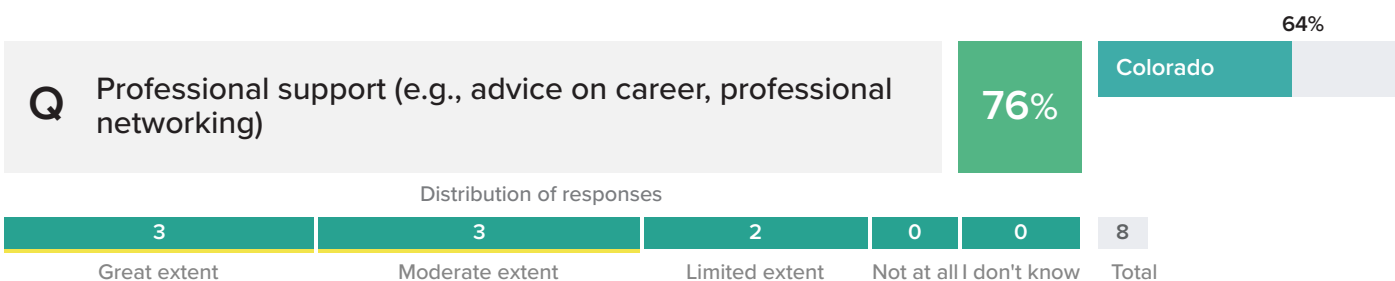 64%
Q
Professional support (e.g., advice on career, professional
networking)
76%
Colorado
Distribution of responses
3 3 2 0 0 8
Great extent Moderate extent Limited extent Not at all I don't know Total